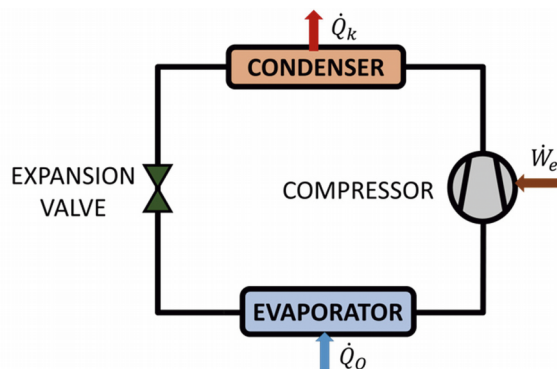 Q̇k
CONDENSER
Ẇe
EXPANSION
VALVE
COMPRESSOR
EVAPORATOR
Q̇O